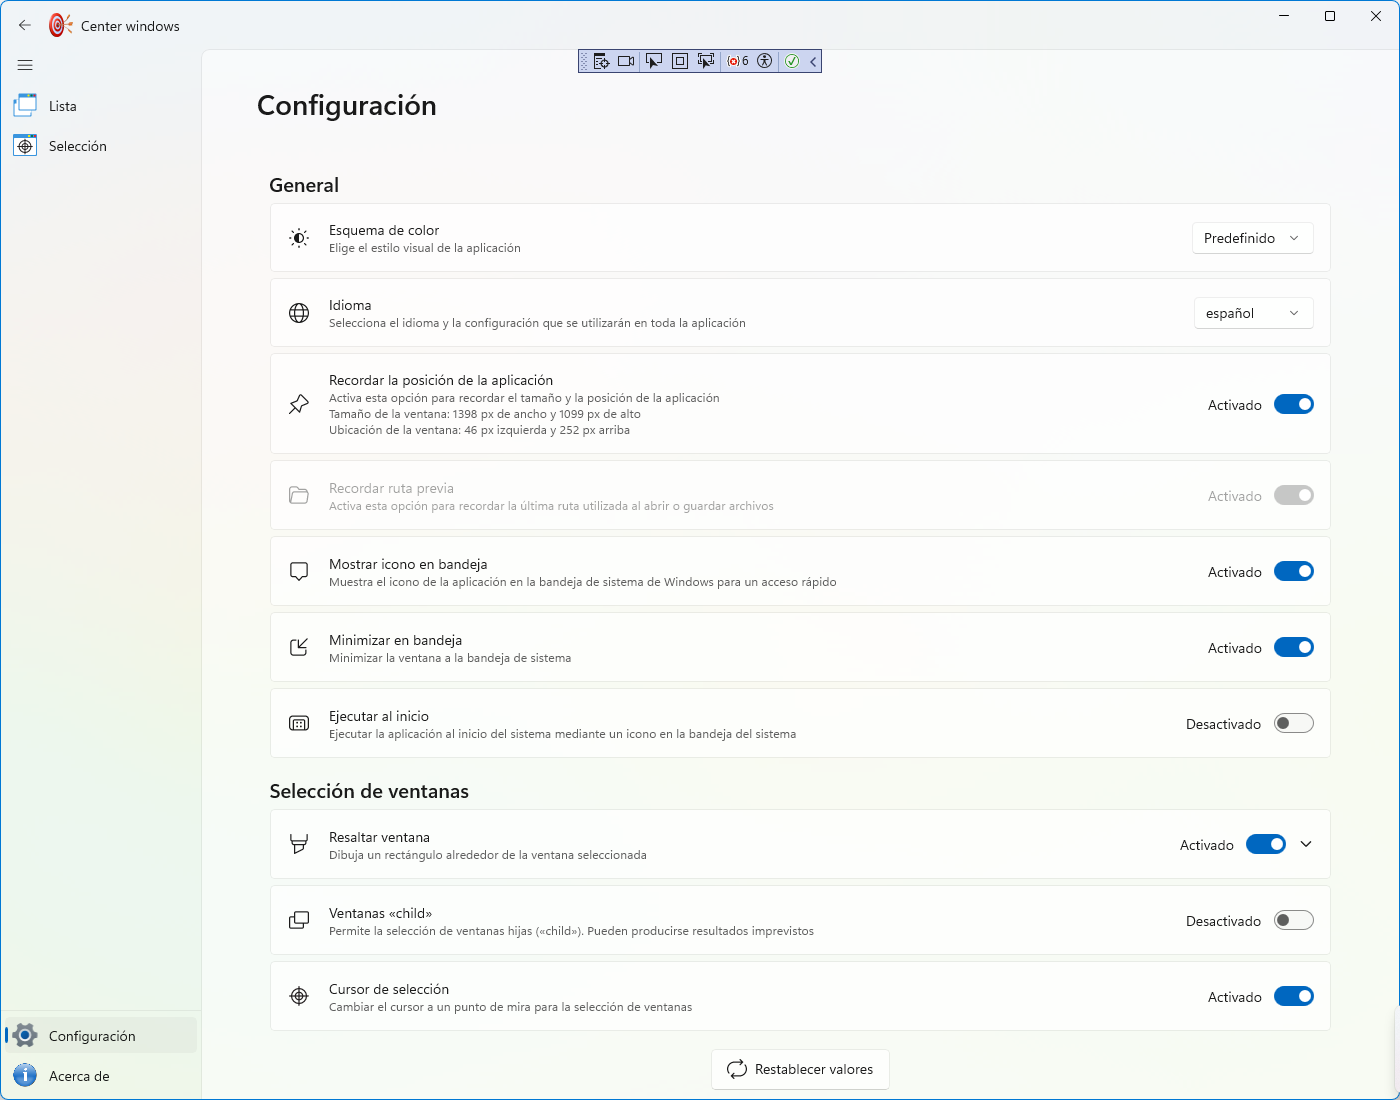 Center windows
6
Lista
Selección
Configuración
General
Esquema de color
Elige el estilo visual de la aplicación
Predefinido
Idioma
Selecciona el idioma y la configuración que se utilizarán en toda la aplicación
español
Recordar la posición de la aplicación
Activa esta opción para recordar el tamaño y la posición de la aplicación
Tamaño de la ventana: 1398 px de ancho y 1099 px de alto
Ubicación de la ventana: 46 px izquierda y 252 px arriba
Activado
Recordar ruta previa
Activa esta opción para recordar la última ruta utilizada al abrir o guardar archivos
Activado
Mostrar icono en bandeja
Muestra el icono de la aplicación en la bandeja de sistema de Windows para un acceso rápido
Activado
Minimizar en bandeja
Minimizar la ventana a la bandeja de sistema
Activado
Ejecutar al inicio
Ejecutar la aplicación al inicio del sistema mediante un icono en la bandeja del sistema
Desactivado
Selección de ventanas
Resaltar ventana
Dibuja un rectángulo alrededor de la ventana seleccionada
Activado
Ventanas «child»
Permite la selección de ventanas hijas («child»). Pueden producirse resultados imprevistos
Desactivado
Cursor de selección
Cambiar el cursor a un punto de mira para la selección de ventanas
Activado
Restablecer valores
Configuración
Acerca de